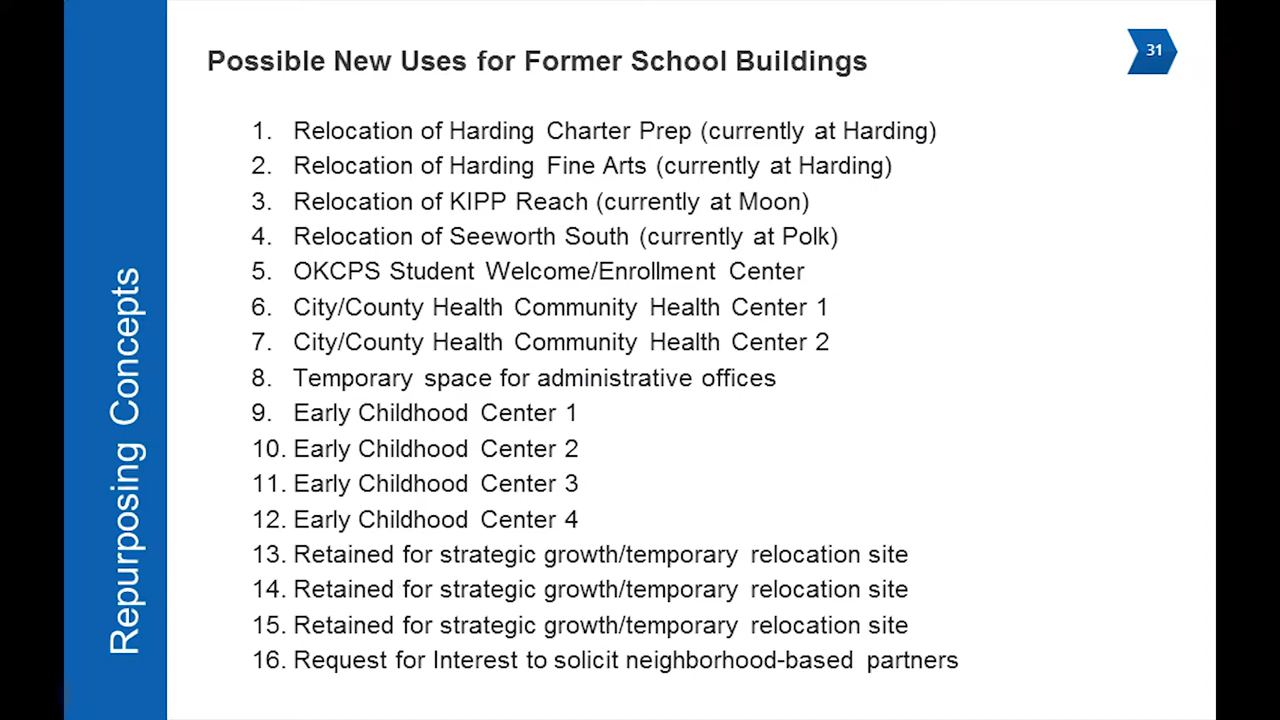 Possible New Uses for Former School Buildings
31
1. Relocation of Harding Charter Prep (currently at Harding)
2. Relocation of Harding Fine Arts (currently at Harding)
3. Relocation of KIPP Reach (currently at Moon)
4. Relocation of Seeworth South (currently at Polk)
5. OKCPS Student Welcome/Enrollment Center
6. City/County Health Community Health Center 1
7. City/County Health Community Health Center 2
8. Temporary space for administrative offices
9. Early Childhood Center 1
10. Early Childhood Center 2
11. Early Childhood Center 3
12. Early Childhood Center 4
13. Retained for strategic growth/temporary relocation site
14. Retained for strategic growth/temporary relocation site
15. Retained for strategic growth/temporary relocation site
16. Request for Interest to solicit neighborhood-based partners
Repurposing Concepts